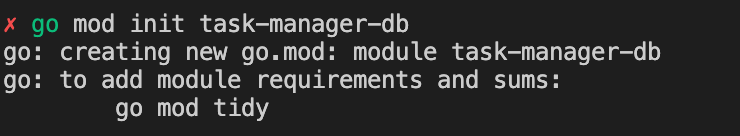 ✗ go mod init task-manager-db
go: creating new go.mod: module task-manager-db
go: to add module requirements and sums:
        go mod tidy